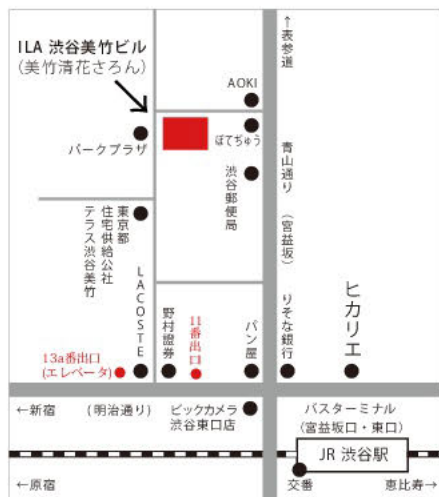 ILA 渋谷美竹ビル
(美竹清花さろん)
←表参道
AOKI
パークプラザ
ぽてぢゅう
青山通り
(宮益坂)
渋谷郵便局
東京都
住宅供給公社
テラス渋谷美竹
LACOSTE
野村證券
11番出口
パン屋
りそな銀行
ヒカリエ
13a番出口
(エレベータ)
←新宿
(明治通り)
ビックカメラ
渋谷東口店
バスターミナル
(宮益坂口・東口)
JR 渋谷駅
←原宿
交番
恵比寿→